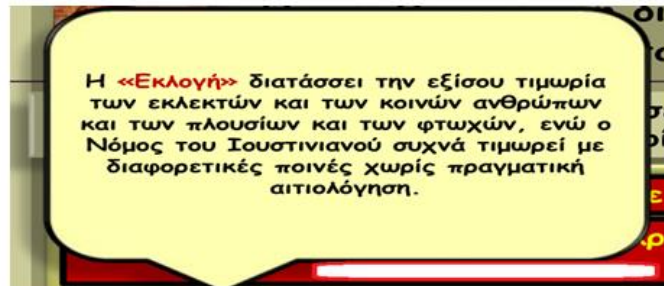 Η «Εκλογή» διατάσσει την εξίσου τιμωρία
των εκλεκτών και των κοινών ανθρώπων
και των πλουσίων και των φτωχών, ενώ ο
Νόμος του Ιουστινιανού συχνά τιμωρεί με
διαφορετικές ποινές χωρίς πραγματική
αιτιολόγηση.